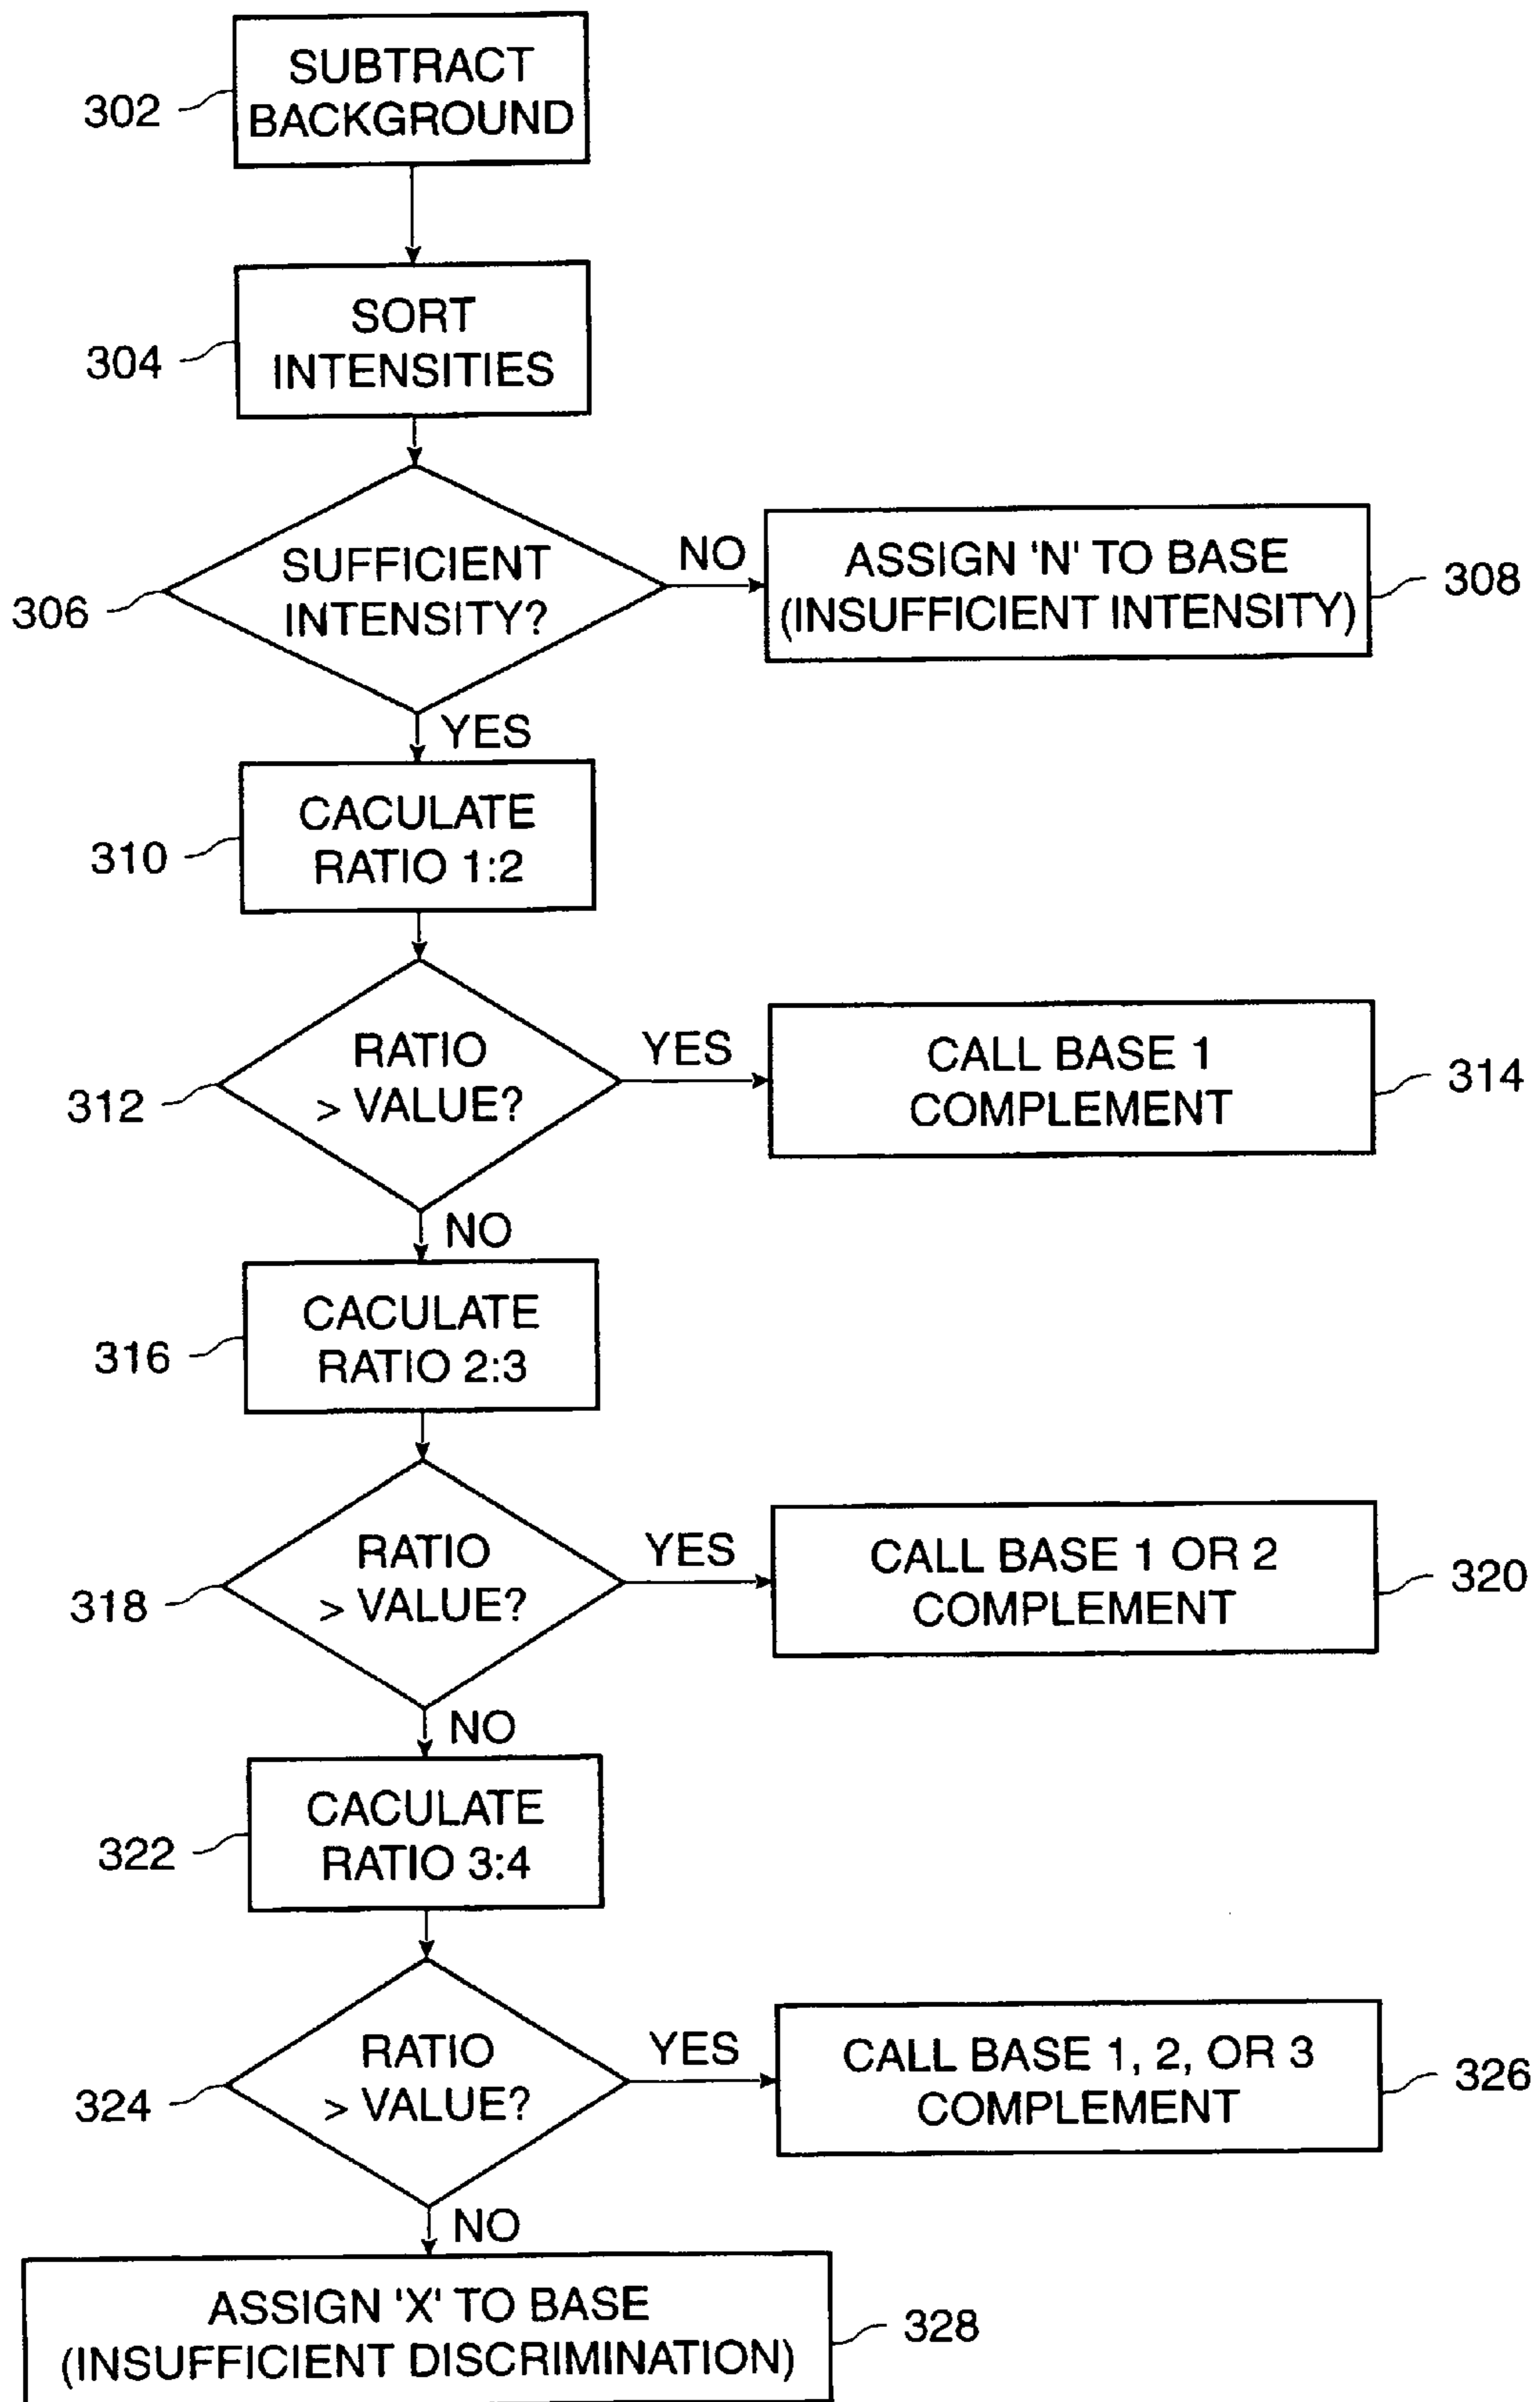 SUBTRACT
BACKGROUND
302
SORT
INTENSITIES
304
SUFFICIENT
INTENSITY?
306
NO
ASSIGN 'N' TO BASE
(INSUFFICIENT INTENSITY)
308
YES
CACULATE
RATIO 1:2
310
RATIO
> VALUE?
312
YES
CALL BASE 1
COMPLEMENT
314
NO
CACULATE
RATIO 2:3
316
RATIO
> VALUE?
318
YES
CALL BASE 1 OR 2
COMPLEMENT
320
NO
CACULATE
RATIO 3:4
322
RATIO
> VALUE?
324
YES
CALL BASE 1, 2, OR 3
COMPLEMENT
326
NO
ASSIGN 'X' TO BASE
(INSUFFICIENT DISCRIMINATION)
328